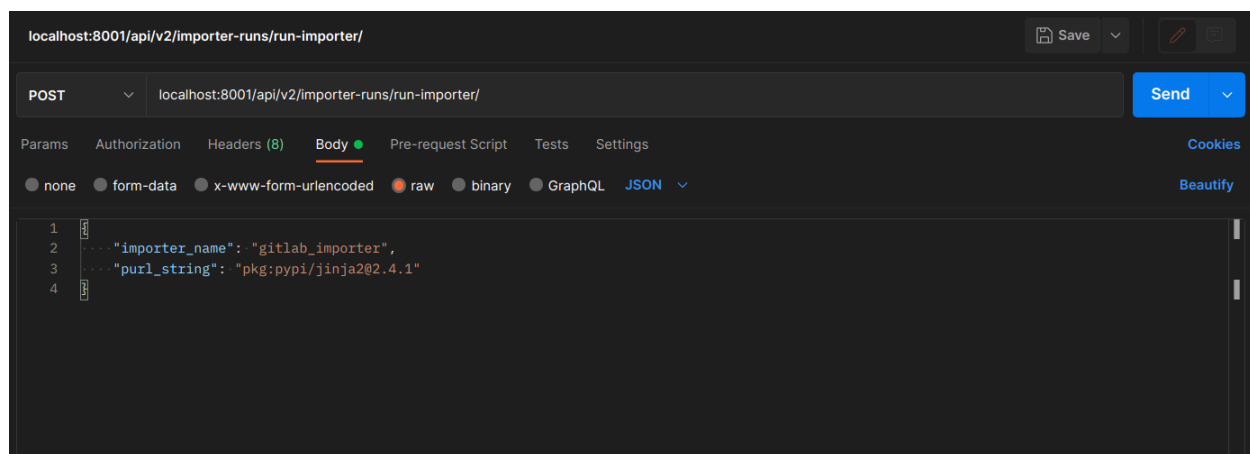 localhost:8001/api/v2/importer-runs/run-importer/ Save
POST localhost:8001/api/v2/importer-runs/run-importer/ Send
Params Authorization Headers (8) Body Pre-request Script Tests Settings Cookies
none form-data x-www-form-urlencoded raw binary GraphQL JSON Beautify
1 {
2 ····"importer_name":·"gitlab_importer",
3 ····"purl_string":·"pkg:pypi/jinja2@2.4.1"
4 }